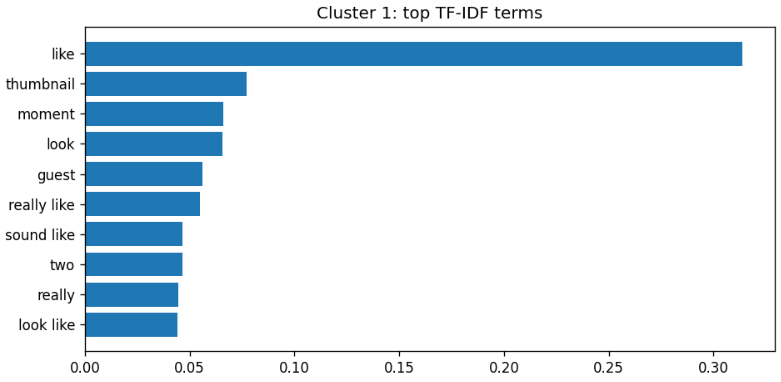 Cluster 1: top TF-IDF terms
like
thumbnail
moment
look
guest
really like
sound like
two
really
look like
0.00 0.05 0.10 0.15 0.20 0.25 0.30